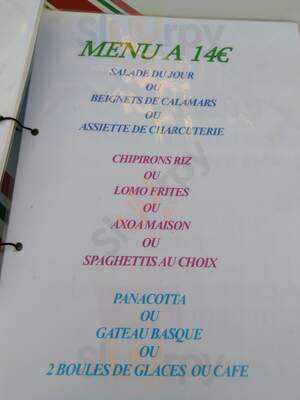 MENU A 14€
SALADE DU JOUR
OU
BEIGNETS DE CALAMARS
OU
ASSIETTE DE CHARCUTERIE
CHIPIRONS RIZ
OU
LOMO FRITES
OU
AXOA MAISON
OU
SPAGHETTIS AU CHOIX
PANACOTTA
OU
GATEAU BASQUE
OU
2 BOULES DE GLACES OU CAFE